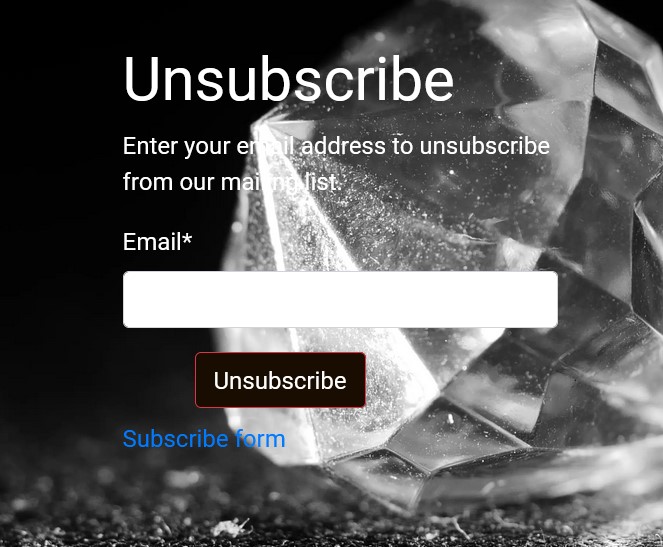 Unsubscribe
Enter your email address to unsubscribe
from our mailing list.
Email*
Unsubscribe
Subscribe form